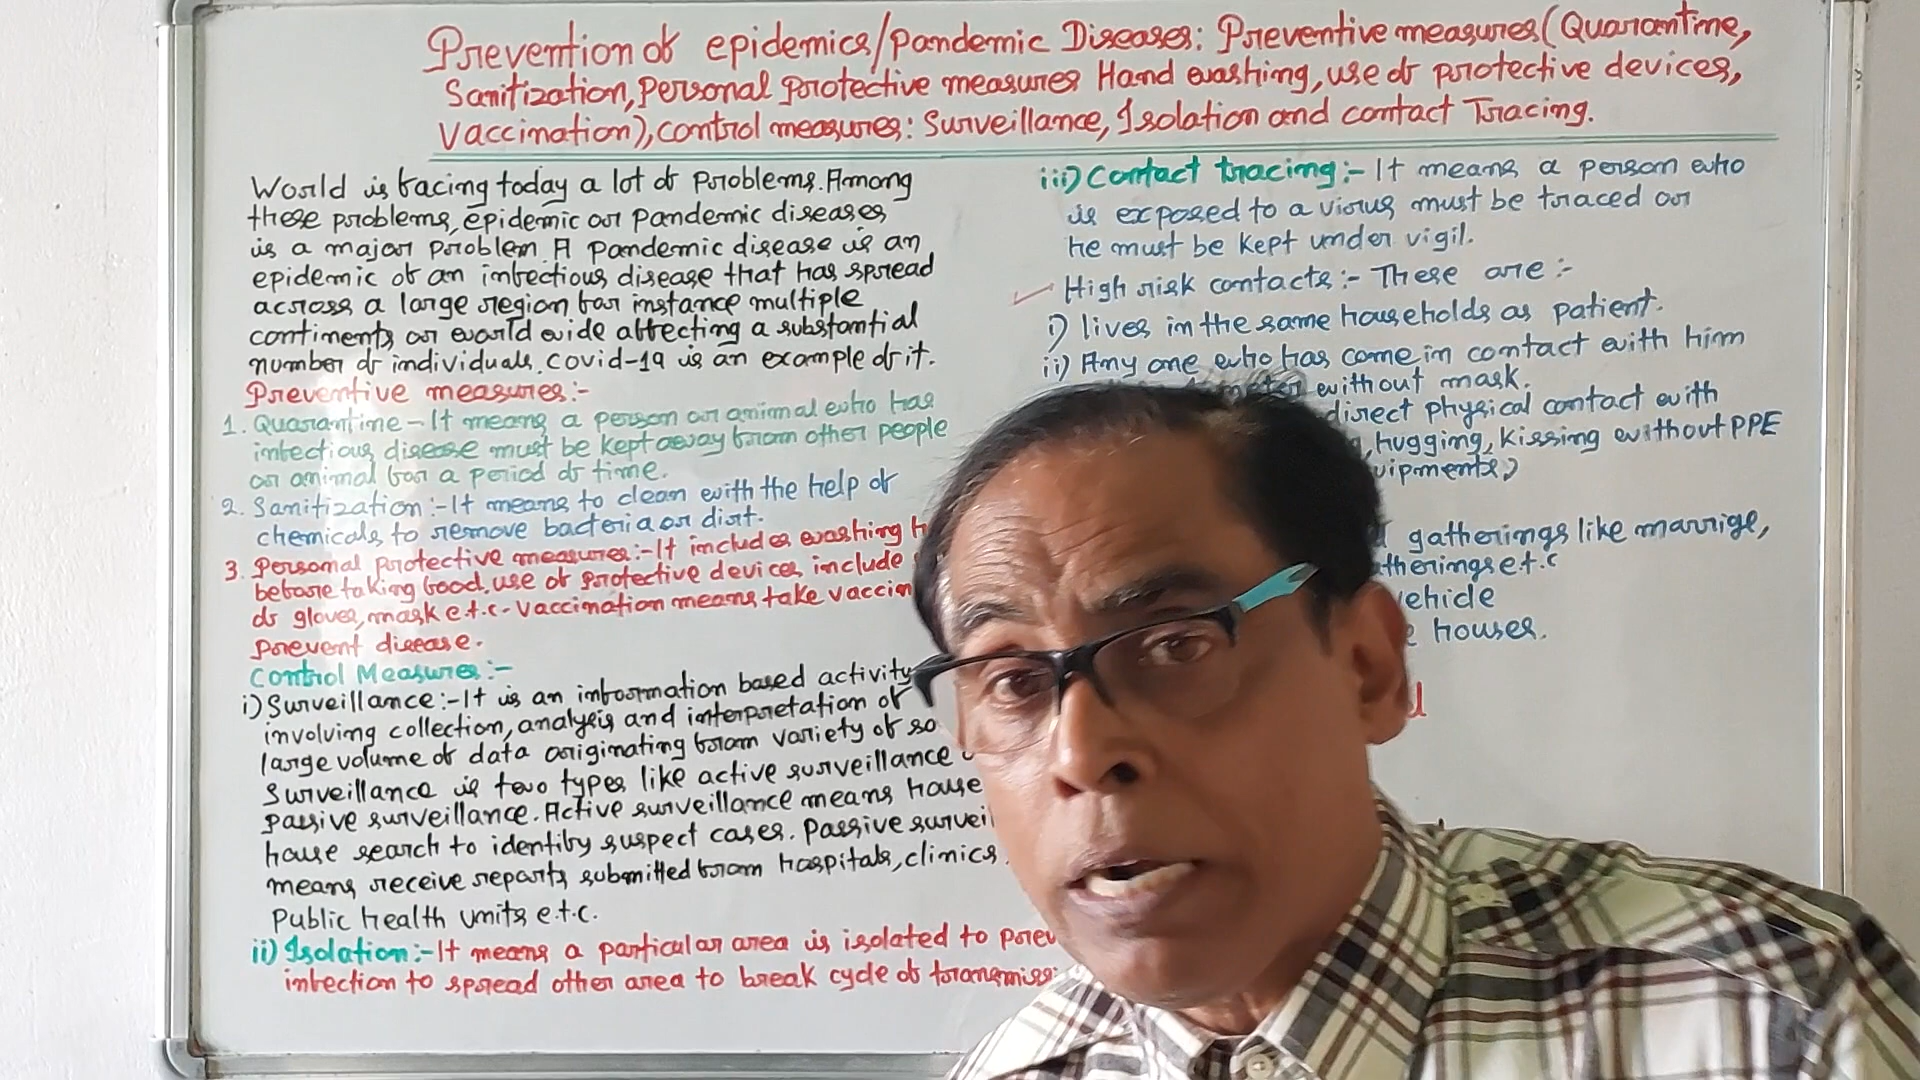 Prevention of epidemics/pandemic Diseases: Preventive measures (Quarantine,
Sanitization, personal protective measures Hand washing, use of protective devices,
Vaccination), control measures: Surveillance, Isolation and contact Tracing.
World is facing today a lot of problems. Among
these problems, epidemic or pandemic diseases
is a major problem. A pandemic disease is an
epidemic of an infectious disease that has spread
across a large region for instance multiple
continents or world wide affecting a substantial
number of individuals. covid-19 is an example of it.
Preventive measures:-
1. Quarantine - It means a person or animal who has
infectious disease must be kept away from other people
or animal for a period of time.
2. Sanitization:- It means to clean with the help of
chemicals to remove bacteria or dirt.
3. Personal protective measures:- It includes washing
before taking food, use of protective devices include
of gloves, mask e.t.c. Vaccination means take
prevent disease.
Control Measures:-
i) Surveillance:- It is an information based activity
involving collection, analysis and interpretation of
large volume of data originating from variety of
Surveillance is two types like active surveillance
passive surveillance. Active surveillance means house
house search to identify suspect cases. Passive
means receive reports submitted from hospitals, clinics,
Public health units e.t.c.
ii) Isolation:- It means a particular area is isolated to
infection to spread other area to break cycle of
iii) Contact tracing:- It means a person who
is exposed to a virus must be traced or
he must be kept under vigil.
High risk contacts:- These are:-
i) lives in the same households as patient.
ii) Any one who has come in contact with him
meter without mask.
direct physical contact with
hugging, kissing without PPE
gatherings like marrige,
e.t.c
vehicle
houses.